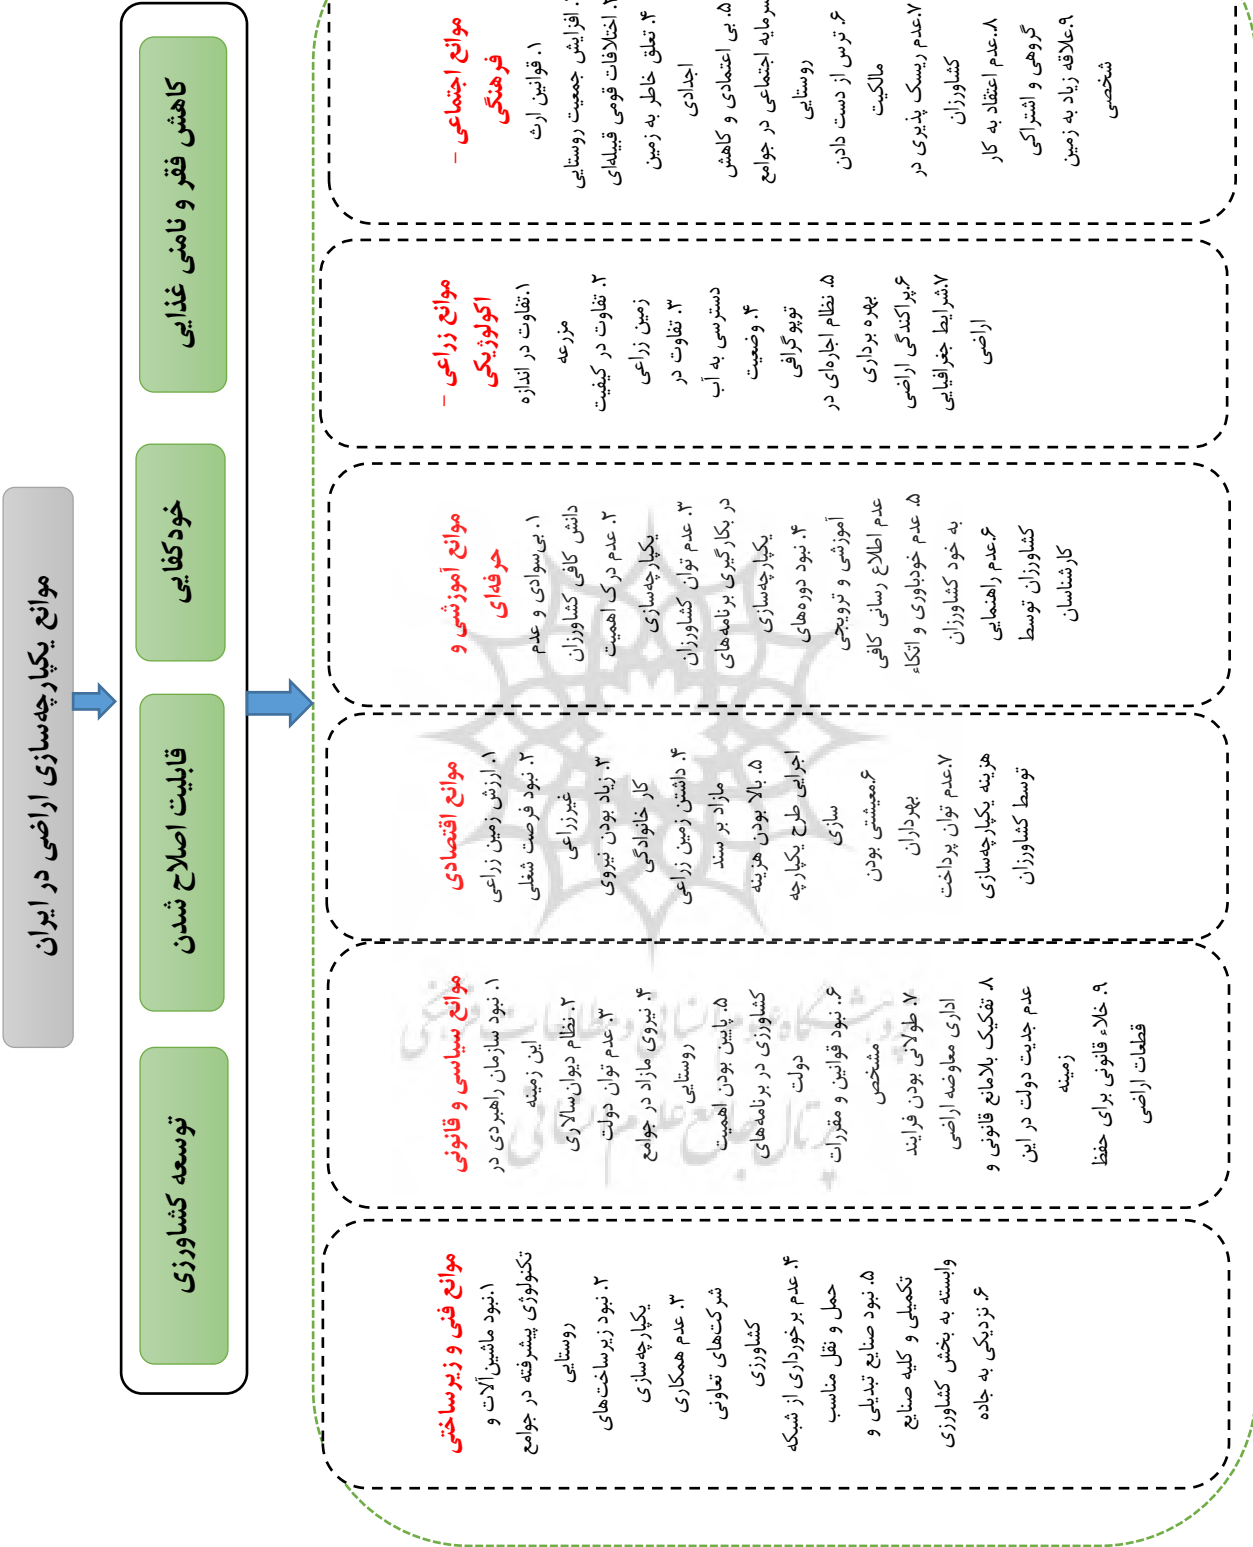 موانع یکپارچه‌سازی اراضی در ایران
کاهش فقر و نامنی غذایی
خودکفایی
قابلیت اصلاح شدن
توسعه کشاورزی
موانع اجتماعی –
فرهنگی
۱. قوانین ارث
افزایش جمعیت روستایی
اختلافات قومی قبیله‌ای
۴. تعلق خاطر به زمین
اجدادی
۵. بی اعتمادی و کاهش
سرمایه اجتماعی در جوامع
روستایی
۶. ترس از دست دادن
مالکیت
۷.عدم ریسک پذیری در
کشاورزان
۸.عدم اعتقاد به کار
گروهی و اشتراکی
۹.علاقه زیاد به زمین
شخصی
موانع زراعی –
اکولوژیکی
۱.تفاوت در اندازه
مزرعه
۲. تفاوت در کیفیت
زمین زراعی
۳. تفاوت در
دسترسی به آب
۴. وضعیت
توپوگرافی
۵. نظام اجاره‌ای در
بهره برداری
۶.پراکندگی اراضی
۷.شرایط جغرافیایی
اراضی
موانع آموزشی و
حرفه‌ای
۱. بی‌سوادی و عدم
دانش کافی کشاورزان
۲. عدم درک اهمیت
یکپارچه‌سازی
۳. عدم توان کشاورزان
در بکارگیری برنامه‌های
یکپارچه‌سازی
۴. نبود دوره‌های
آموزشی و ترویجی
عدم اطلاع رسانی کافی
۵. عدم خودباوری و اتکاء
به خود کشاورزان
۶.عدم راهنمایی
کشاورزان توسط
کارشناسان
موانع اقتصادی
۱. ارزش زمین زراعی
۲. نبود فرصت شغلی
غیرزراعی
۳. زیاد بودن نیروی
کار خانوادگی
۴. داشتن زمین زراعی
مازاد بر سند
۵. بالا بودن هزینه
اجرایی طرح یکپارچه
سازی
۶.معیشتی بودن
بهرداران
۷.عدم توان پرداخت
هزینه یکپارچه‌سازی
توسط کشاورزان
موانع سیاسی و قانونی
۱. نبود سازمان راهبردی در
این زمینه
۲. نظام دیوان‌سالاری
۳. عدم توان دولت
۴. نیروی مازاد در جوامع
روستایی
۵. پایین بودن اهمیت
کشاورزی در برنامه‌های
دولت
۶. نبود قوانین و مقررات
مشخص
۷. طولانی بودن فرایند
اداری معاوضه اراضی
۸. تفکیک بلامانع قانونی و
عدم جدیت دولت در این
زمینه
۹. خلاء قانونی برای حفظ
قطعات اراضی
موانع فنی و زیرساختی
۱.نبود ماشین‌آلات و
تکنولوژی پیشرفته در جوامع
روستایی
۲. نبود زیرساخت‌های
یکپارچه‌سازی
۳. عدم همکاری
شرکت‌های تعاونی
کشاورزی
۴. عدم برخورداری از شبکه
حمل و نقل مناسب
۵. نبود صنایع تبدیلی و
تکمیلی و کلیه صنایع
وابسته به بخش کشاورزی
۶. نزدیکی به جاده
پژوهشگاه علوم انسانی و مطالعات فرهنگی
پرتال جامع علوم انسانی